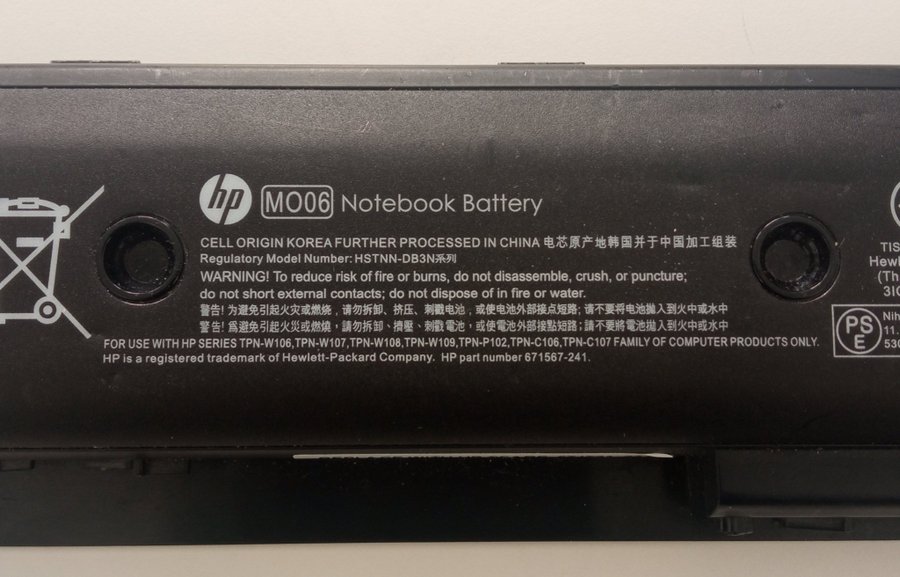 hp MO06 Notebook Battery
CELL ORIGIN KOREA FURTHER PROCESSED IN CHINA 电芯原产地韩国并于中国加工组装
Regulatory Model Number: HSTNN-DB3N系列
WARNING! To reduce risk of fire or burns, do not disassemble, crush, or puncture;
do not short external contacts; do not dispose of in fire or water.
警告! 为避免引起火灾或燃烧，请勿拆卸、挤压、刺戳电池，或使电池外部接点短路; 请不要将电池抛入到火中或水中
警告! 爲避免引起火災或燃燒，請勿拆卸、擠壓、刺戳電池，或使電池外部接點短路; 請不要將電池拋入到火中或水中
FOR USE WITH HP SERIES TPN-W106,TPN-W107,TPN-W108,TPN-W109,TPN-P102,TPN-C106,TPN-C107 FAMILY OF COMPUTER PRODUCTS ONLY.
HP is a registered trademark of Hewlett-Packard Company. HP part number 671567-241.
TIS
Hewl
(Th
3IC
PS
E
Nih
11.
530